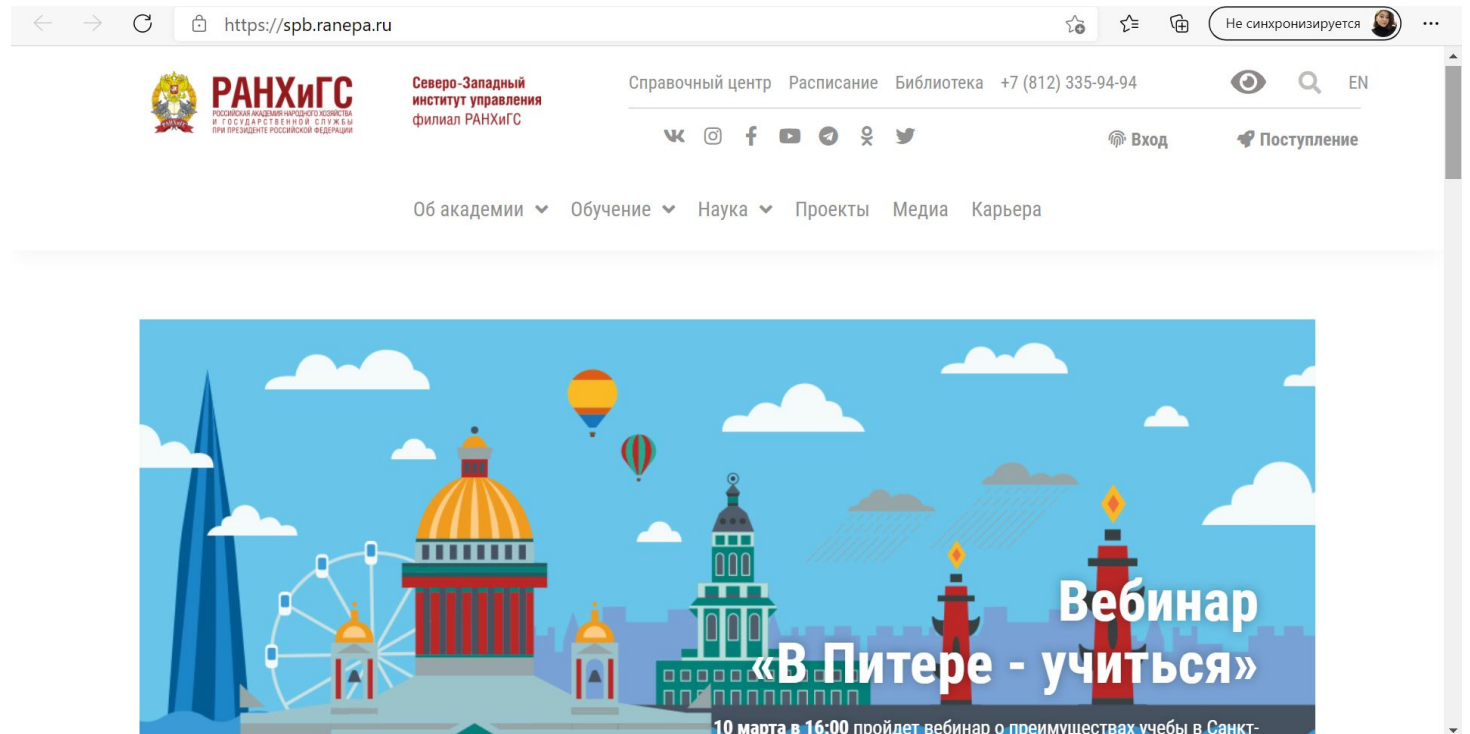 https://spb.ranepa.ru
Не синхронизируется
РАНХиГС
РОССИЙСКАЯ АКАДЕМИЯ НАРОДНОГО ХОЗЯЙСТВА
И ГОСУДАРСТВЕННОЙ СЛУЖБЫ
ПРИ ПРЕЗИДЕНТЕ РОССИЙСКОЙ ФЕДЕРАЦИИ
Северо-Западный
институт управления
филиал РАНХиГС
Справочный центр Расписание Библиотека +7 (812) 335-94-94
EN
Вход
Поступление
Об академии Обучение Наука Проекты Медиа Карьера
Вебинар
«В Питере - учиться»
10 марта в 16:00 пройдет вебинар о преимуществах учебы в Санкт-